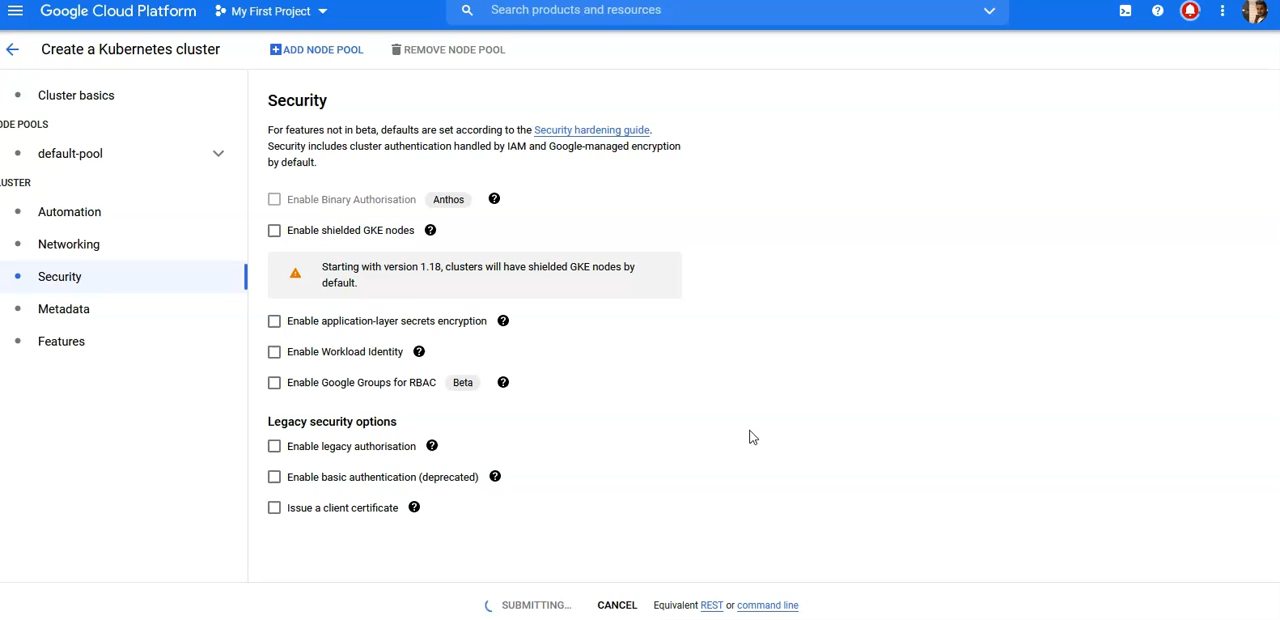 Google Cloud Platform My First Project Search products and resources
Create a Kubernetes cluster ADD NODE POOL REMOVE NODE POOL
Cluster basics
ODE POOLS
default-pool
LUSTER
Automation
Networking
Security
Metadata
Features
Security
For features not in beta, defaults are set according to the Security hardening guide.
Security includes cluster authentication handled by IAM and Google-managed encryption
by default.
Enable Binary Authorisation Anthos
Enable shielded GKE nodes
Starting with version 1.18, clusters will have shielded GKE nodes by
default.
Enable application-layer secrets encryption
Enable Workload Identity
Enable Google Groups for RBAC Beta
Legacy security options
Enable legacy authorisation
Enable basic authentication (deprecated)
Issue a client certificate
SUBMITTING... CANCEL Equivalent REST or command line